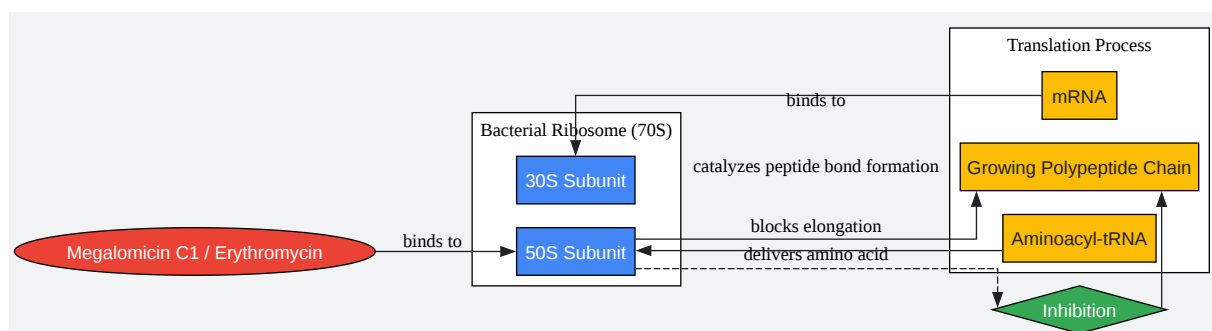 Translation Process
mRNA
binds to
Bacterial Ribosome (70S)
30S Subunit
catalyzes peptide bond formation
Growing Polypeptide Chain
Megalomicin C1 / Erythromycin
binds to
50S Subunit
blocks elongation
delivers amino acid
Aminoacyl-tRNA
Inhibition